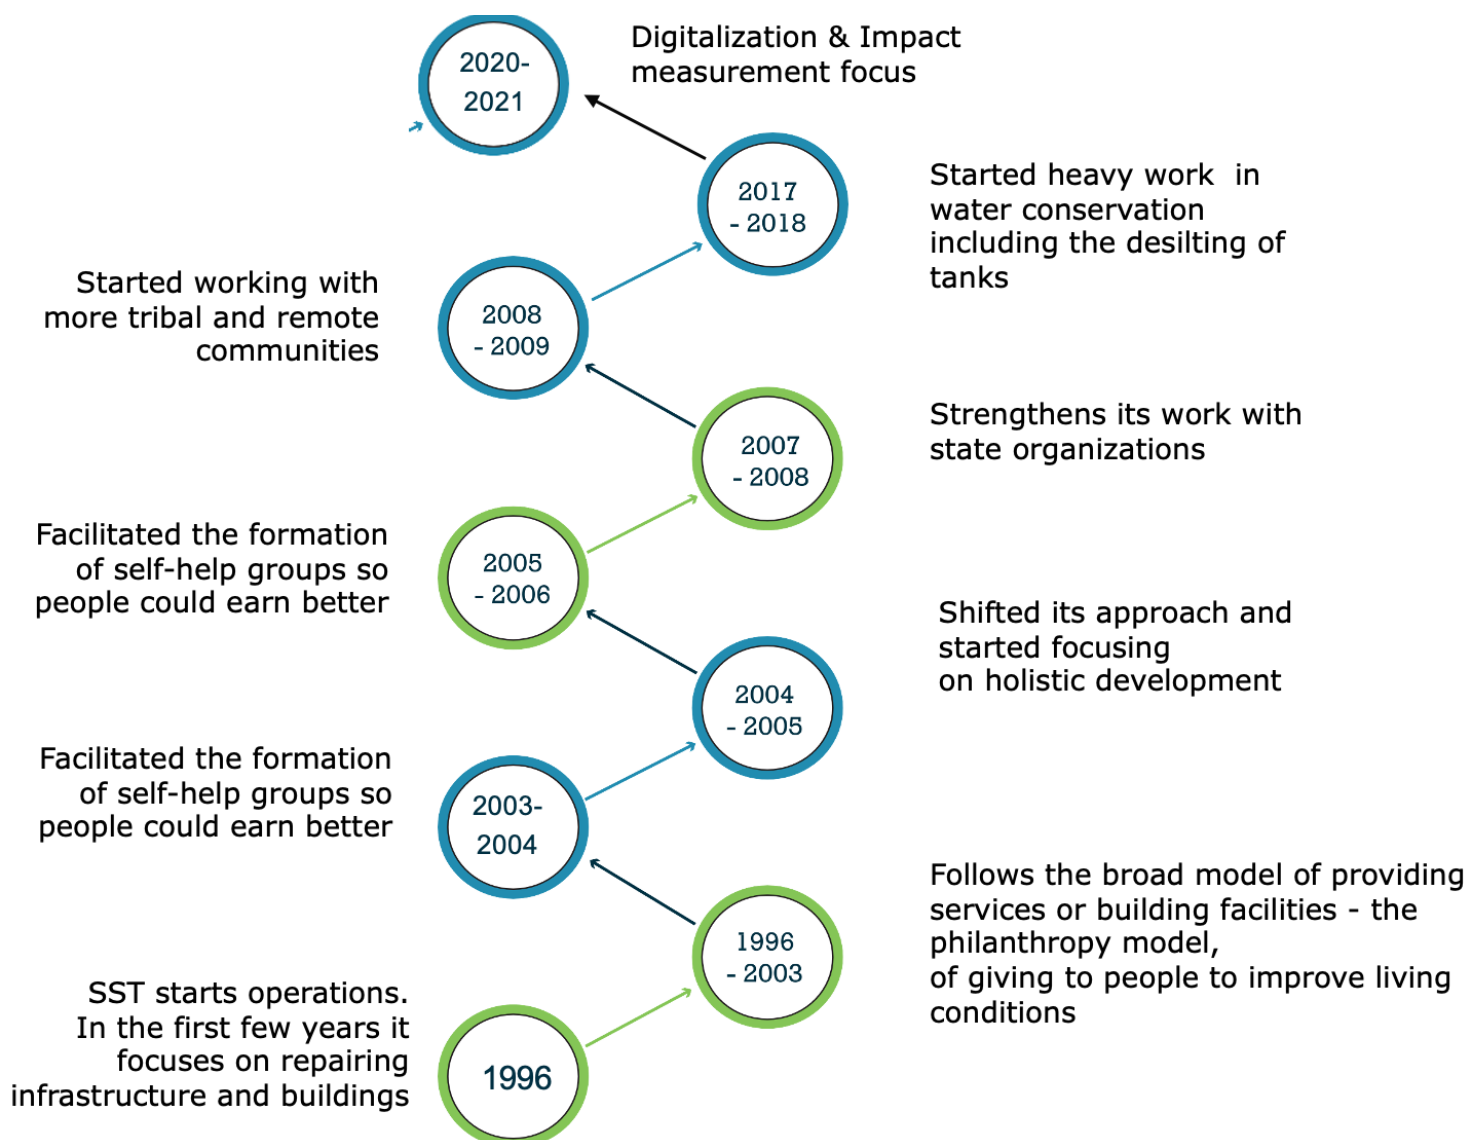 2020-
2021
Digitalization & Impact
measurement focus
2017
- 2018
Started heavy work in
water conservation
including the desilting of
tanks
Started working with
more tribal and remote
communities
2008
- 2009
2007
- 2008
Strengthens its work with
state organizations
Facilitated the formation
of self-help groups so
people could earn better
2005
- 2006
Shifted its approach and
started focusing
on holistic development
2004
- 2005
Facilitated the formation
of self-help groups so
people could earn better
2003-
2004
Follows the broad model of providing
services or building facilities - the
philanthropy model,
of giving to people to improve living
conditions
1996
- 2003
SST starts operations.
In the first few years it
focuses on repairing
infrastructure and buildings
1996